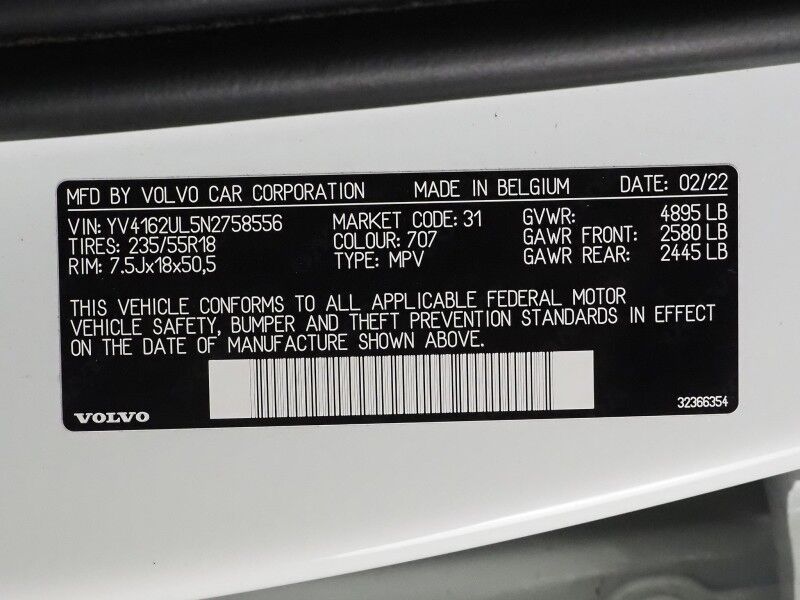 MFD BY VOLVO CAR CORPORATION MADE IN BELGIUM DATE: 02/22
VIN: YV4162UL5N2758556 MARKET CODE: 31 GVWR: 4895 LB
TIRES: 235/55R18 COLOUR: 707 GAWR FRONT: 2580 LB
RIM: 7.5Jx18x50,5 TYPE: MPV GAWR REAR: 2445 LB
THIS VEHICLE CONFORMS TO ALL APPLICABLE FEDERAL MOTOR
VEHICLE SAFETY, BUMPER AND THEFT PREVENTION STANDARDS IN EFFECT
ON THE DATE OF MANUFACTURE SHOWN ABOVE.
VOLVO 32366354